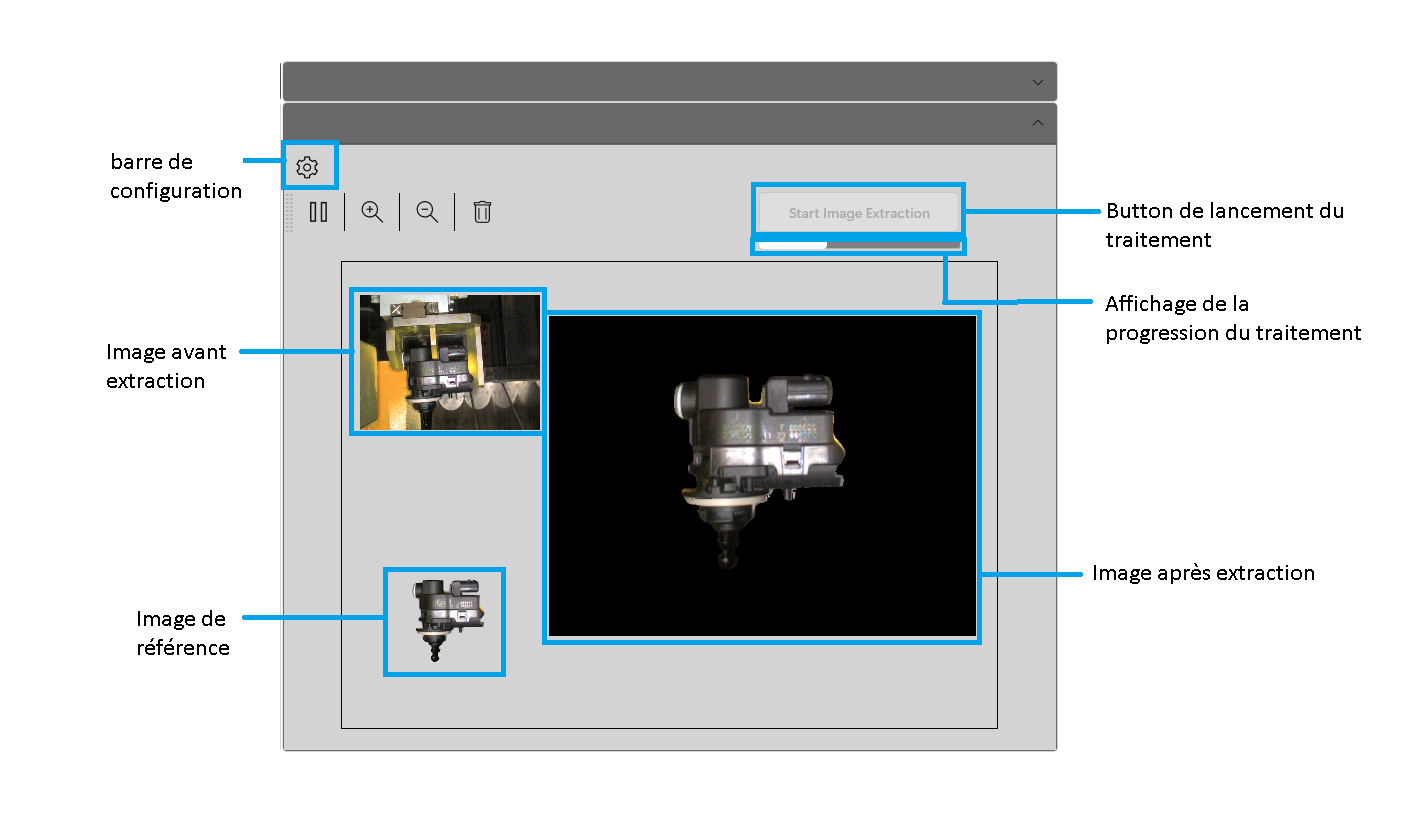 barre de
configuration
Start Image Extraction
Button de lancement du
traitement
Affichage de la
progression du traitement
Image avant
extraction
Image après extraction
Image de
référence